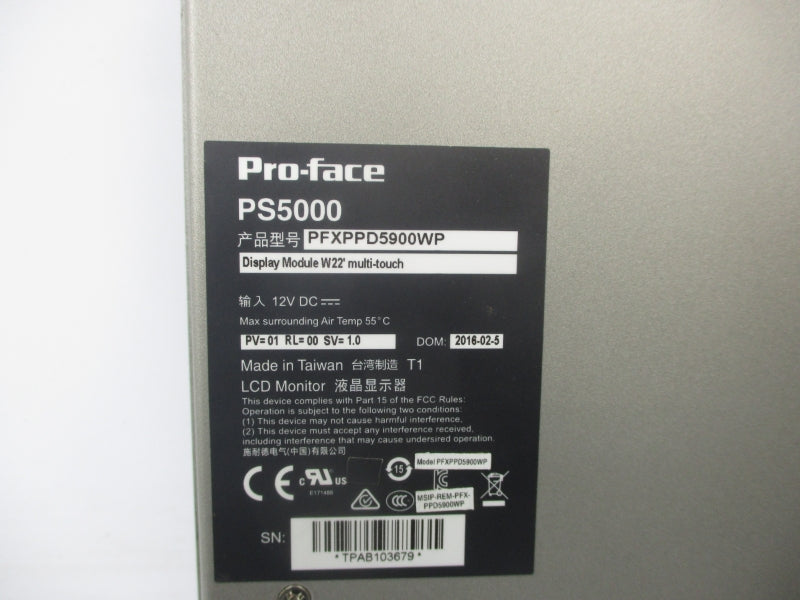 Pro-face
PS5000
产品型号 PFXPPD5900WP
Display Module W22' multi-touch
输入 12V DC
Max surrounding Air Temp 55°C
PV= 01 RL= 00 SV= 1.0 DOM: 2016-02-5
Made in Taiwan 台湾制造 T1
LCD Monitor 液晶显示器
This device complies with Part 15 of the FCC Rules:
Operation is subject to the following two conditions:
(1) This device may not cause harmful interference,
(2) This device must accept any interference received,
including interference that may cause undersired operation.
施耐德电气(中国)有限公司
CE c RU US 15 Model PFXPPD5900WP
E171486
CCC MSIP-REM-PFX-
PPD5900WP
SN:
*TPAB103679*